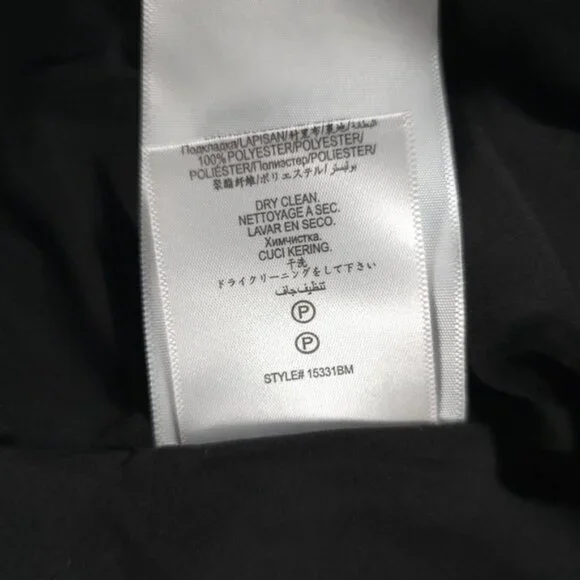 Подкладка/LAPISAN/衬里布/裏地/بطانة/
100% POLYESTER/POLYESTER/
POLIÉSTER/Полиэстер/POLIESTER/
聚酯纤维/ポリエステル/بوليستر
DRY CLEAN.
NETTOYAGE A SEC.
LAVAR EN SECO.
Химчистка.
CUCI KERING.
干洗
ドライクリーニングをして下さい
تنظيف جاف
P
P
STYLE# 15331BM